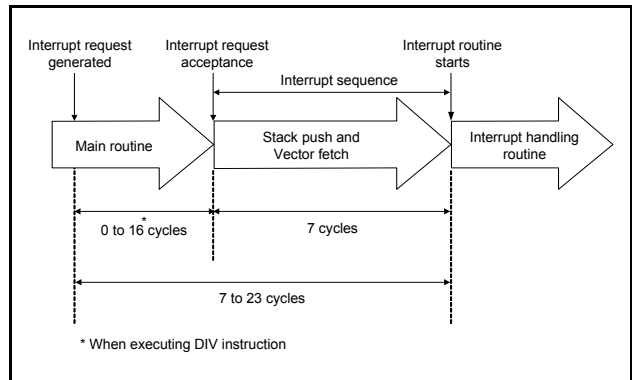 Interrupt request
generated
Interrupt request
acceptance
Interrupt routine
starts
Interrupt sequence
Main routine
Stack push and
Vector fetch
Interrupt handling
routine
0 to 16 cycles
*
7 cycles
7 to 23 cycles
* When executing DIV instruction